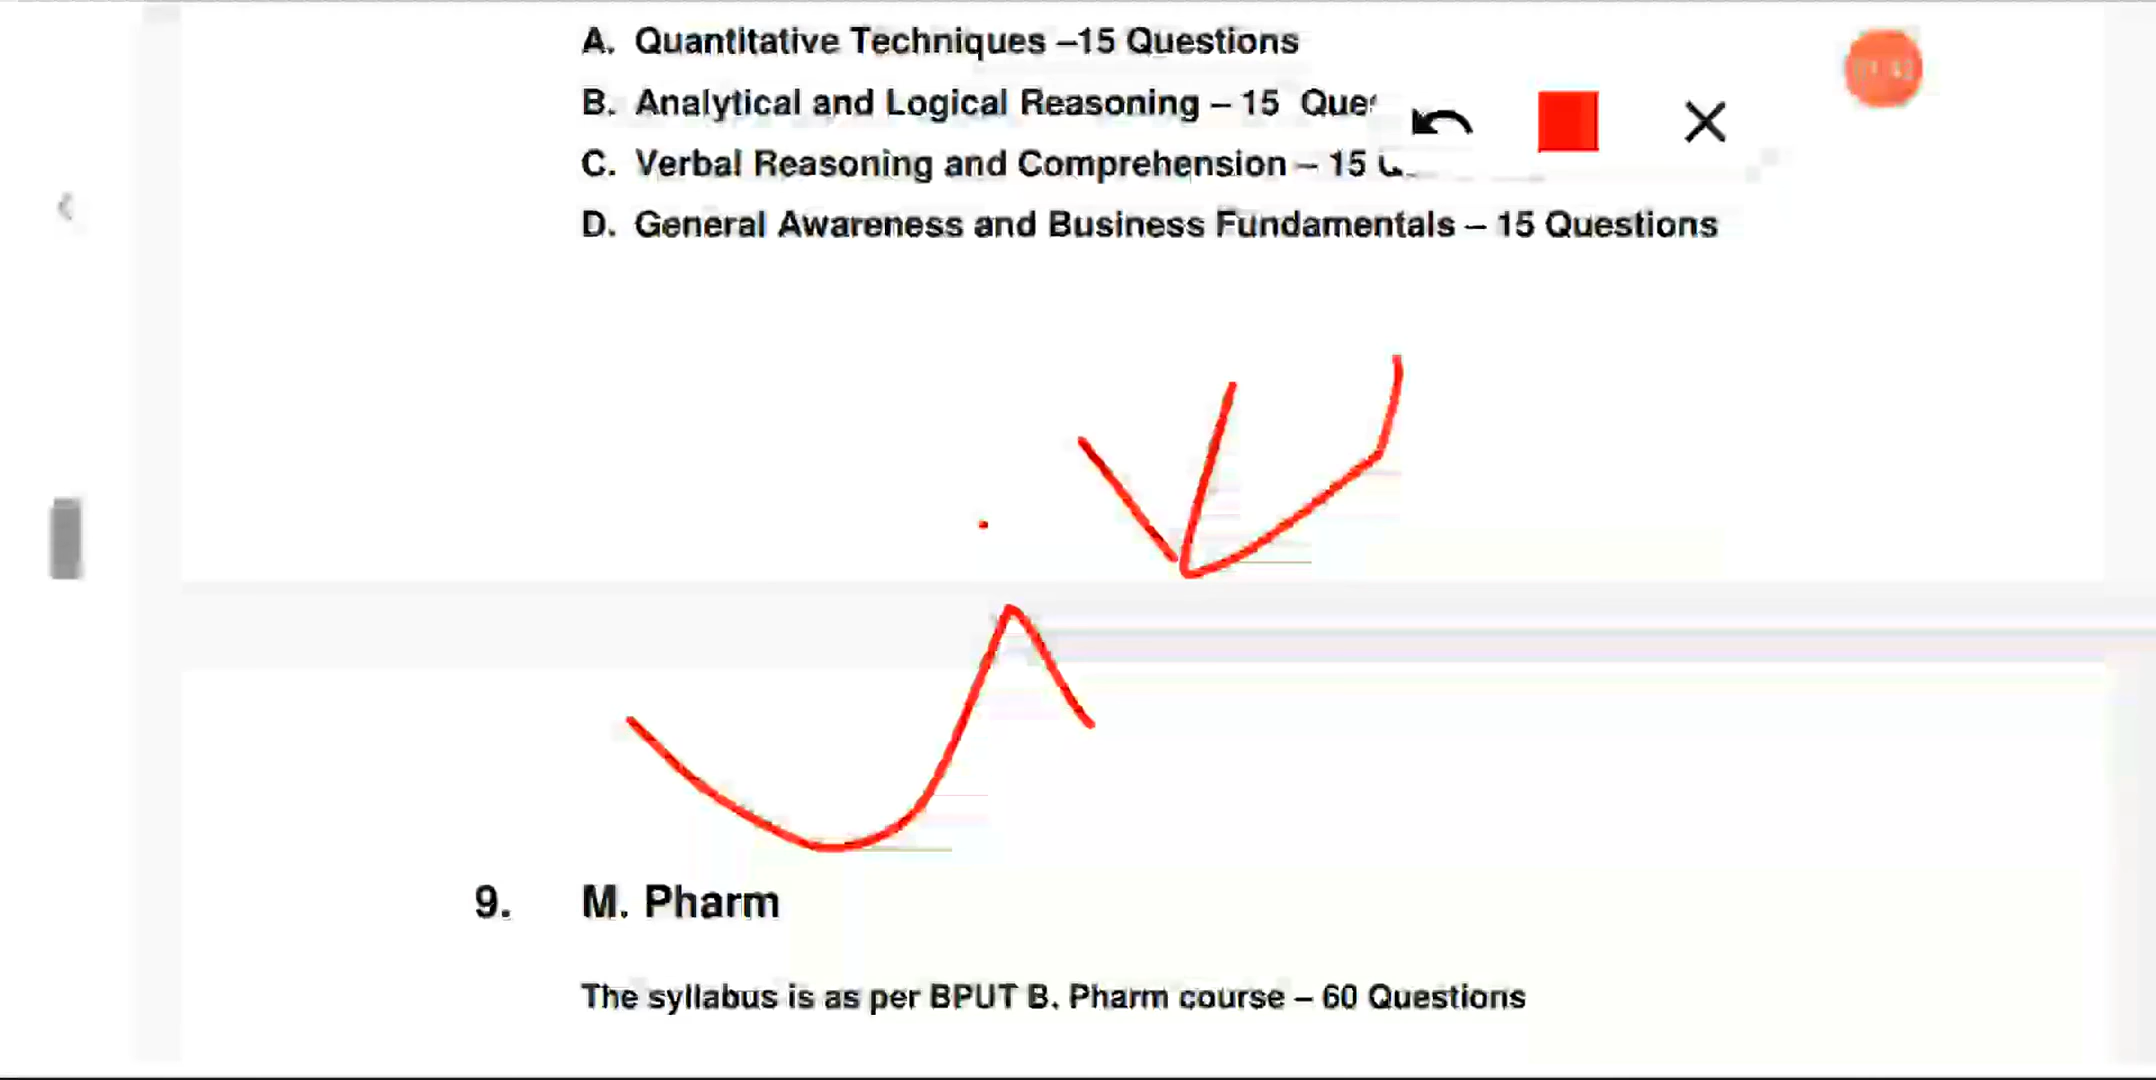 A. Quantitative Techniques –15 Questions
B. Analytical and Logical Reasoning – 15
C. Verbal Reasoning and Comprehension – 15
D. General Awareness and Business Fundamentals – 15 Questions
9. M. Pharm
The syllabus is as per BPUT B. Pharm course – 60 Questions